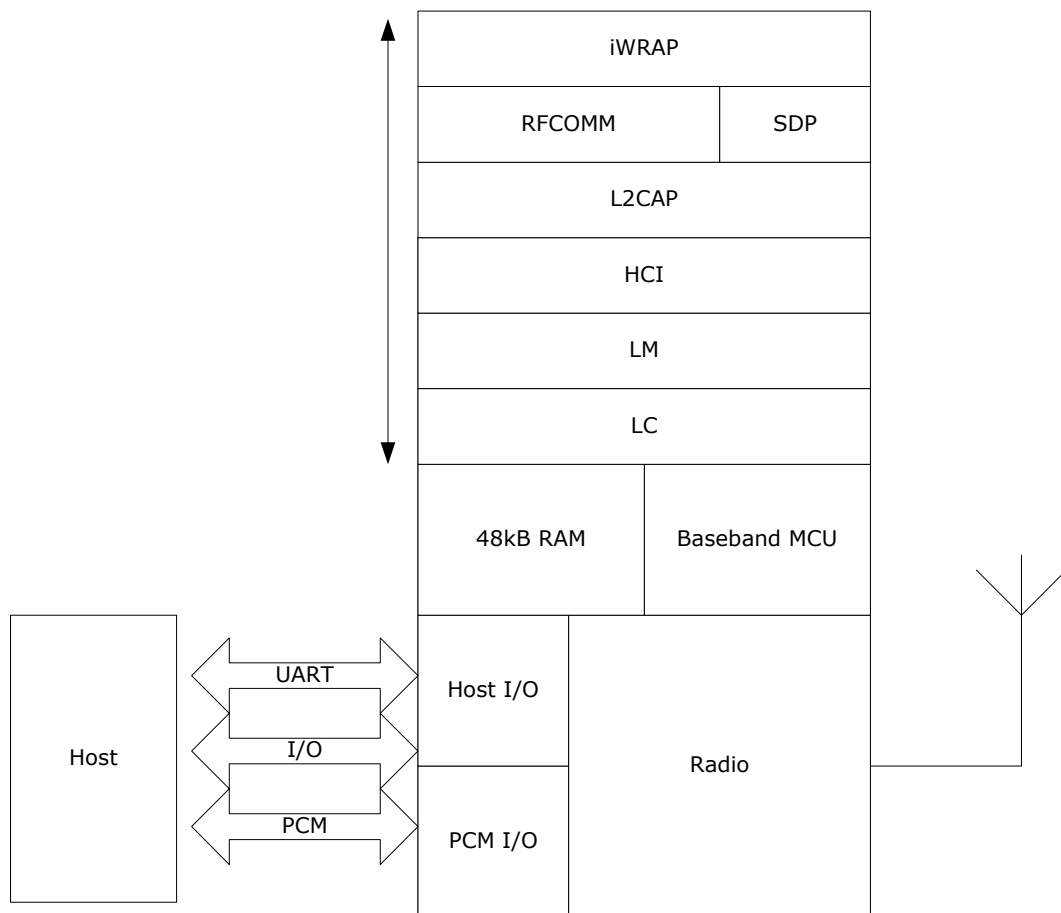 iWRAP
RFCOMM
SDP
L2CAP
HCI
LM
LC
48kB RAM
Baseband MCU
UART
Host I/O
Host
I/O
Radio
PCM
PCM I/O